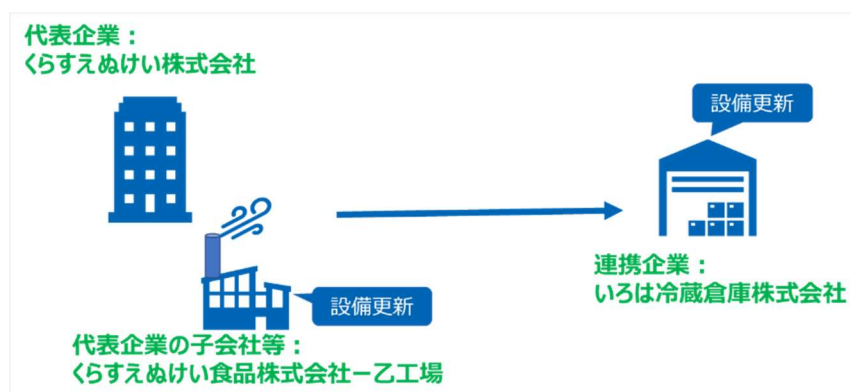 代表企業：
くらすえぬけい株式会社
設備更新
設備更新
連携企業：
いろは冷蔵倉庫株式会社
代表企業の子会社等：
くらすえぬけい食品株式会社ー乙工場